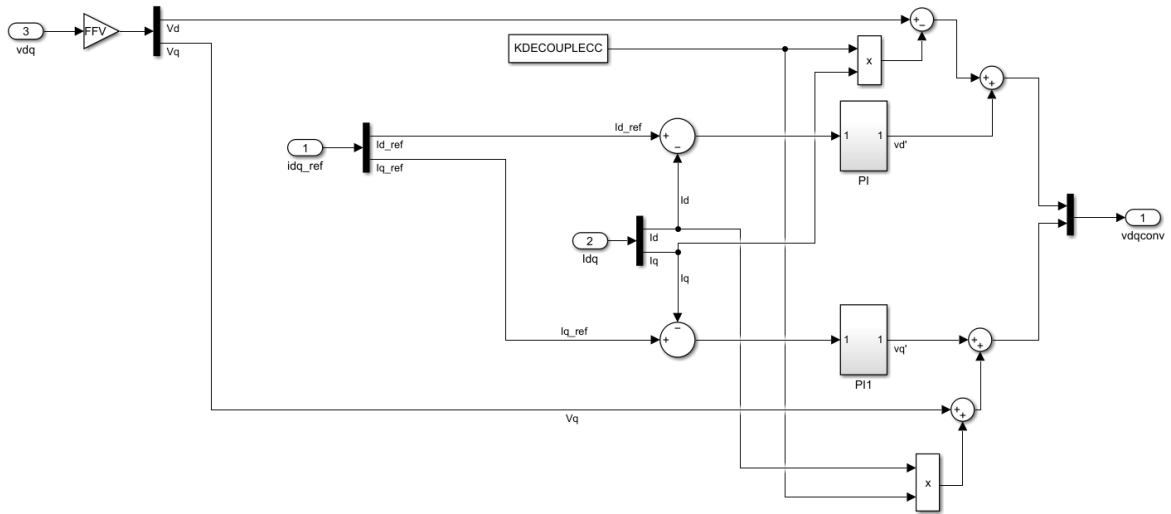 3
vdq
FFV
Vd
Vq
KDECOUPLECC
x
+
−
+
+
1
idq_ref
Id_ref
Iq_ref
Id_ref
+
−
1
1
PI
vd'
Id
2
Idq
Id
Iq
Iq
1
vdqconv
Iq_ref
−
+
1
1
PI1
vq'
+
+
Vq
+
+
x